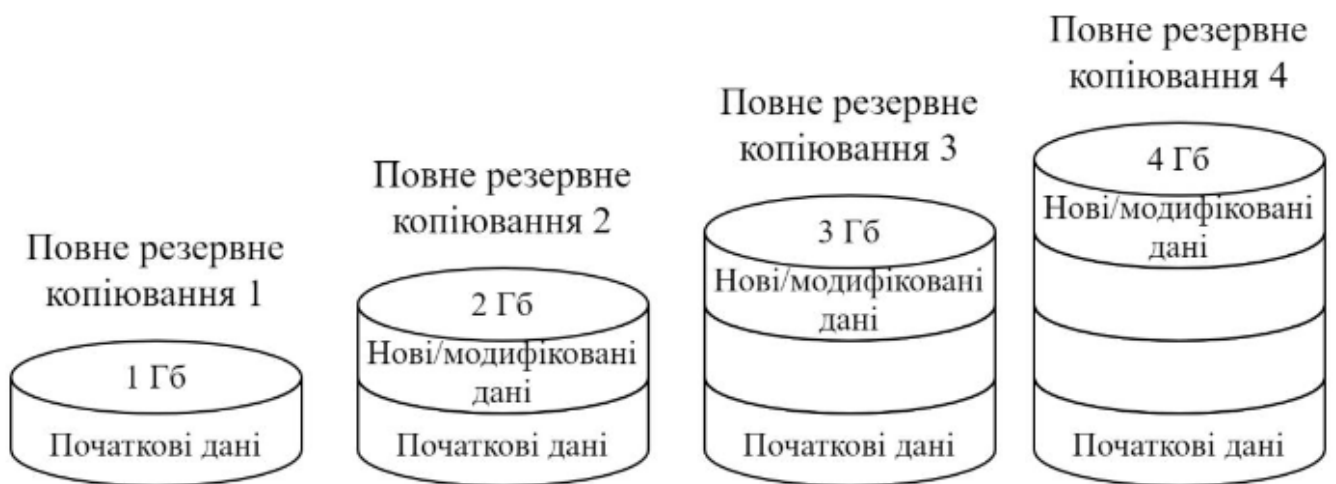 Повне резервне
копіювання 1
1 Гб
Початкові дані
Повне резервне
копіювання 2
2 Гб
Нові/модифіковані
дані
Початкові дані
Повне резервне
копіювання 3
3 Гб
Нові/модифіковані
дані
Початкові дані
Повне резервне
копіювання 4
4 Гб
Нові/модифіковані
дані
Початкові дані